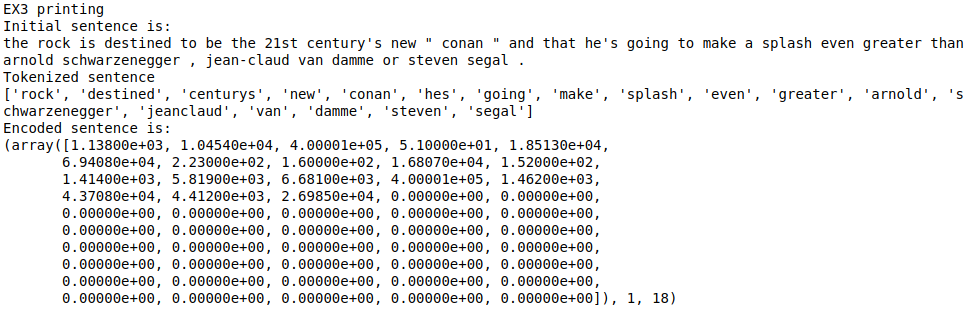 EX3 printing
Initial sentence is:
the rock is destined to be the 21st century's new " conan " and that he's going to make a splash even greater than
arnold schwarzenegger , jean-claud van damme or steven segal .
Tokenized sentence
['rock', 'destined', 'centurys', 'new', 'conan', 'hes', 'going', 'make', 'splash', 'even', 'greater', 'arnold', 's
chwarzenegger', 'jeanclaud', 'van', 'damme', 'steven', 'segal']
Encoded sentence is:
(array([1.13800e+03, 1.04540e+04, 4.00001e+05, 5.10000e+01, 1.85130e+04,
6.94080e+04, 2.23000e+02, 1.60000e+02, 1.68070e+04, 1.52000e+02,
1.41400e+03, 5.81900e+03, 6.68100e+03, 4.00001e+05, 1.46200e+03,
4.37080e+04, 4.41200e+03, 2.69850e+04, 0.00000e+00, 0.00000e+00,
0.00000e+00, 0.00000e+00, 0.00000e+00, 0.00000e+00, 0.00000e+00,
0.00000e+00, 0.00000e+00, 0.00000e+00, 0.00000e+00, 0.00000e+00,
0.00000e+00, 0.00000e+00, 0.00000e+00, 0.00000e+00, 0.00000e+00,
0.00000e+00, 0.00000e+00, 0.00000e+00, 0.00000e+00, 0.00000e+00,
0.00000e+00, 0.00000e+00, 0.00000e+00, 0.00000e+00, 0.00000e+00,
0.00000e+00, 0.00000e+00, 0.00000e+00, 0.00000e+00, 0.00000e+00]), 1, 18)